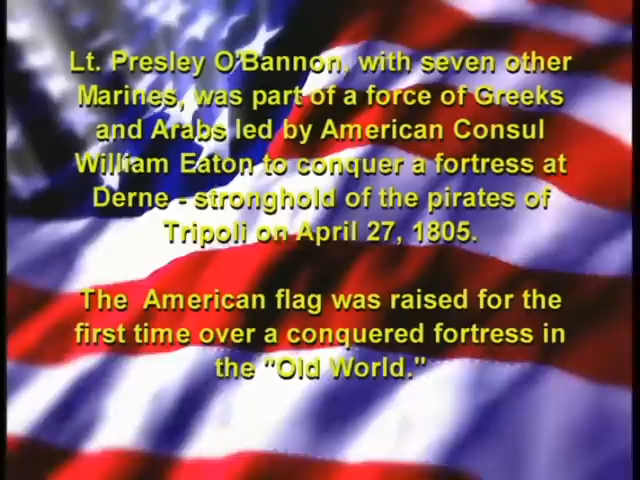 Lt. Presley O'Bannon, with seven other
Marines, was part of a force of Greeks
and Arabs led by American Consul
William Eaton to conquer a fortress at
Derne - stronghold of the pirates of
Tripoli on April 27, 1805.
The American flag was raised for the
first time over a conquered fortress in
the "Old World."